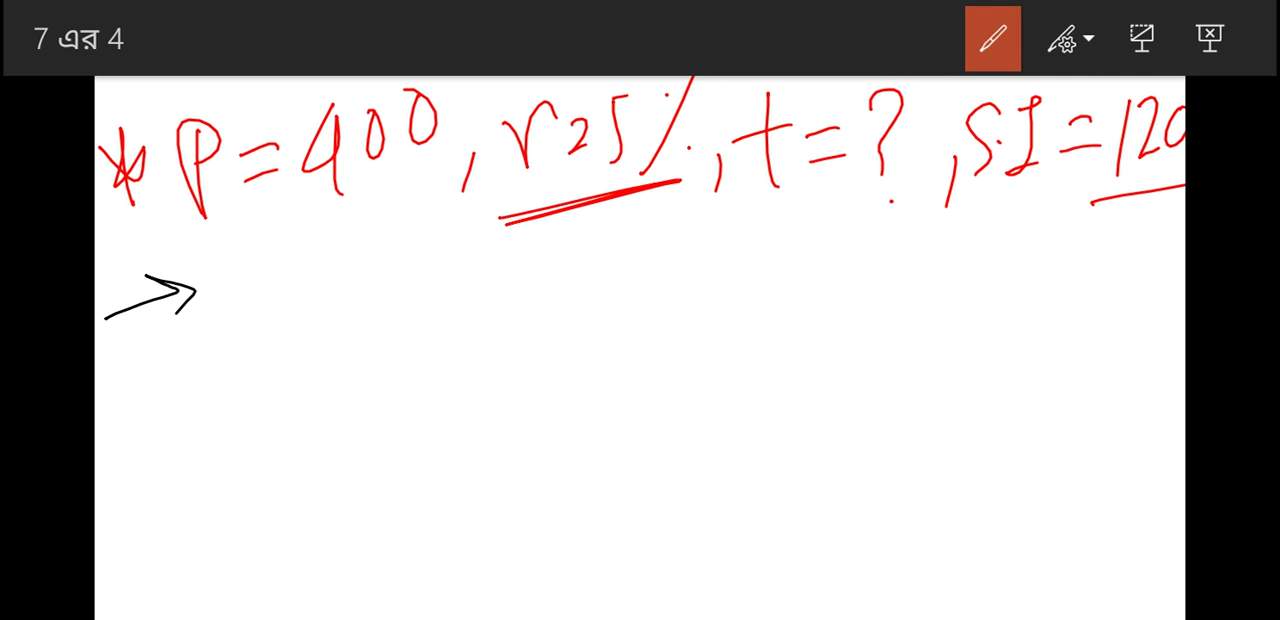 7 এর 4
* P = 400, r 25%, t = ?, S.I = 120